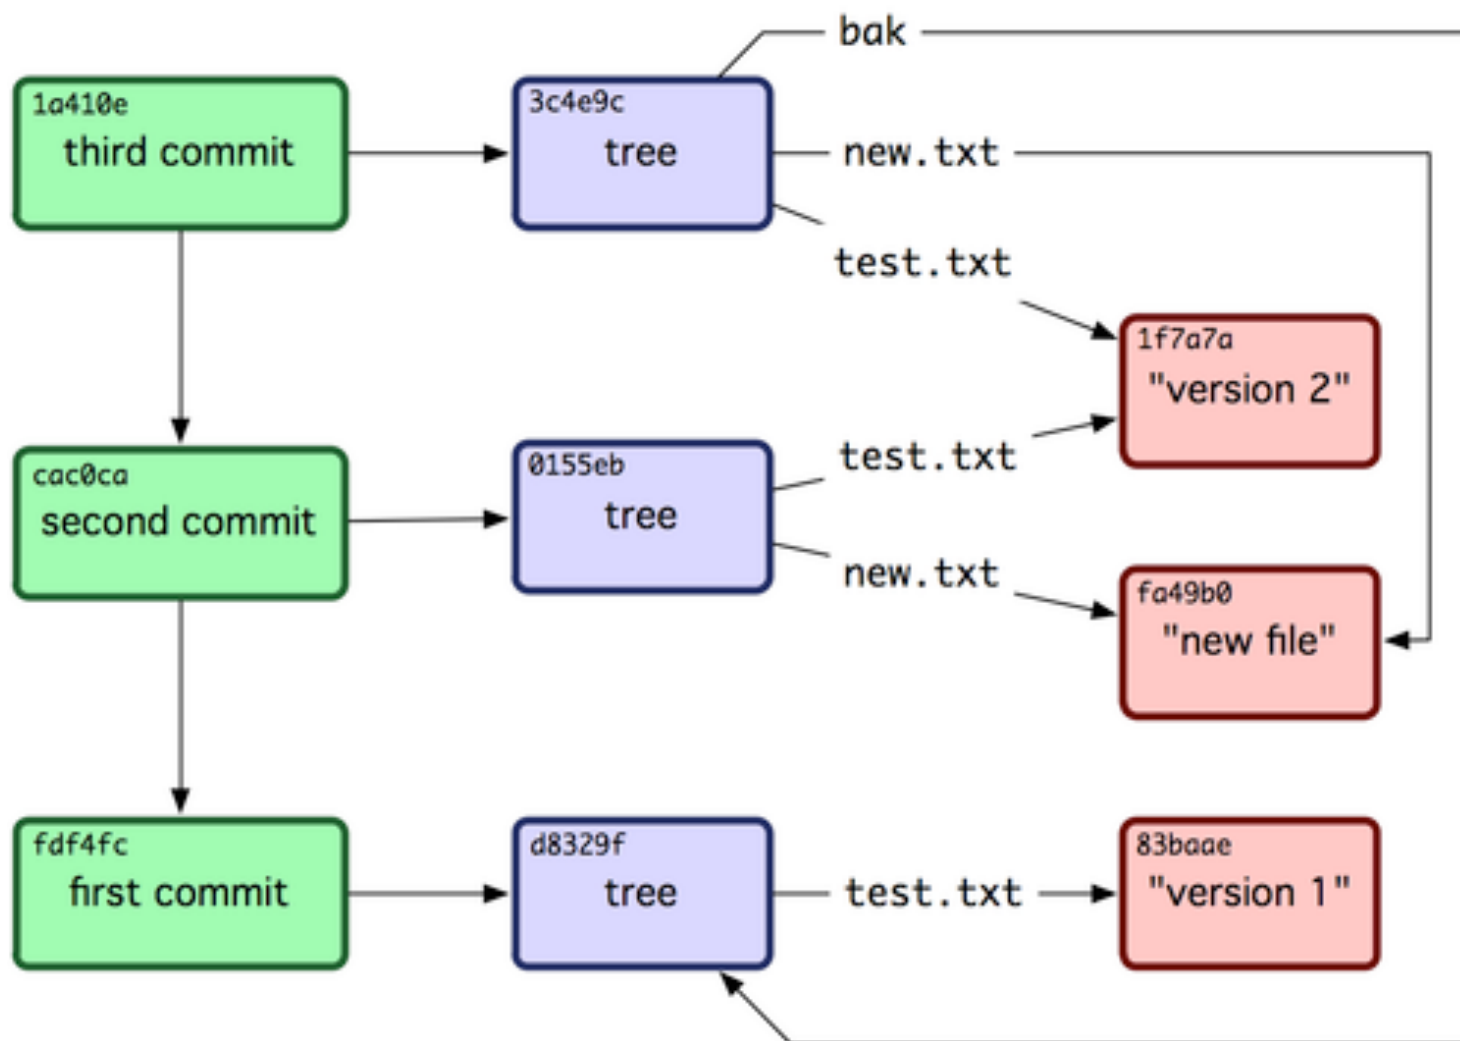 bak
1a410e
third commit
3c4e9c
tree
new.txt
test.txt
1f7a7a
"version 2"
cac0ca
second commit
0155eb
tree
test.txt
new.txt
fa49b0
"new file"
fdf4fc
first commit
d8329f
tree
test.txt
83baae
"version 1"